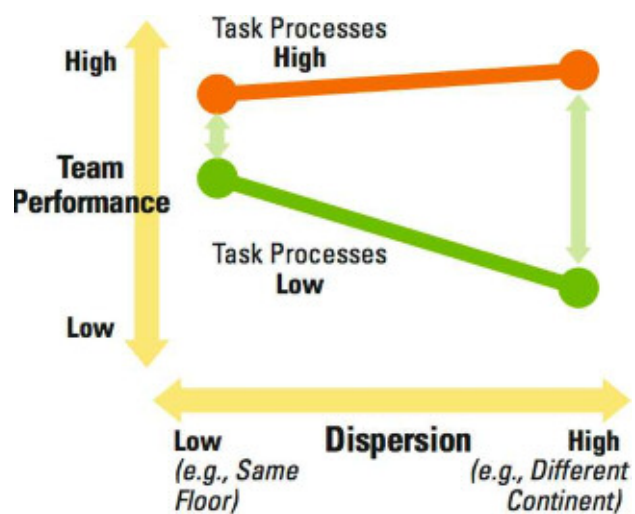 Task Processes
High
High
Team
Performance
Task Processes
Low
Low
Low
Dispersion
High
(e.g., Same
Floor)
(e.g., Different
Continent)